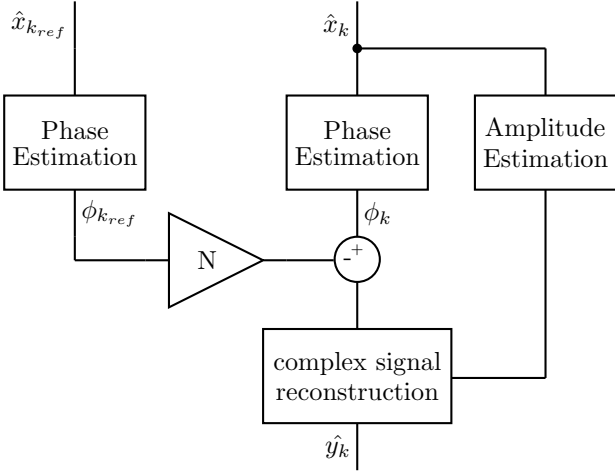 x̂_{k_{ref}}
x̂_k
Phase
Estimation
Phase
Estimation
Amplitude
Estimation
ϕ_{k_{ref}}
ϕ_k
N
- +
complex signal
reconstruction
ŷ_k